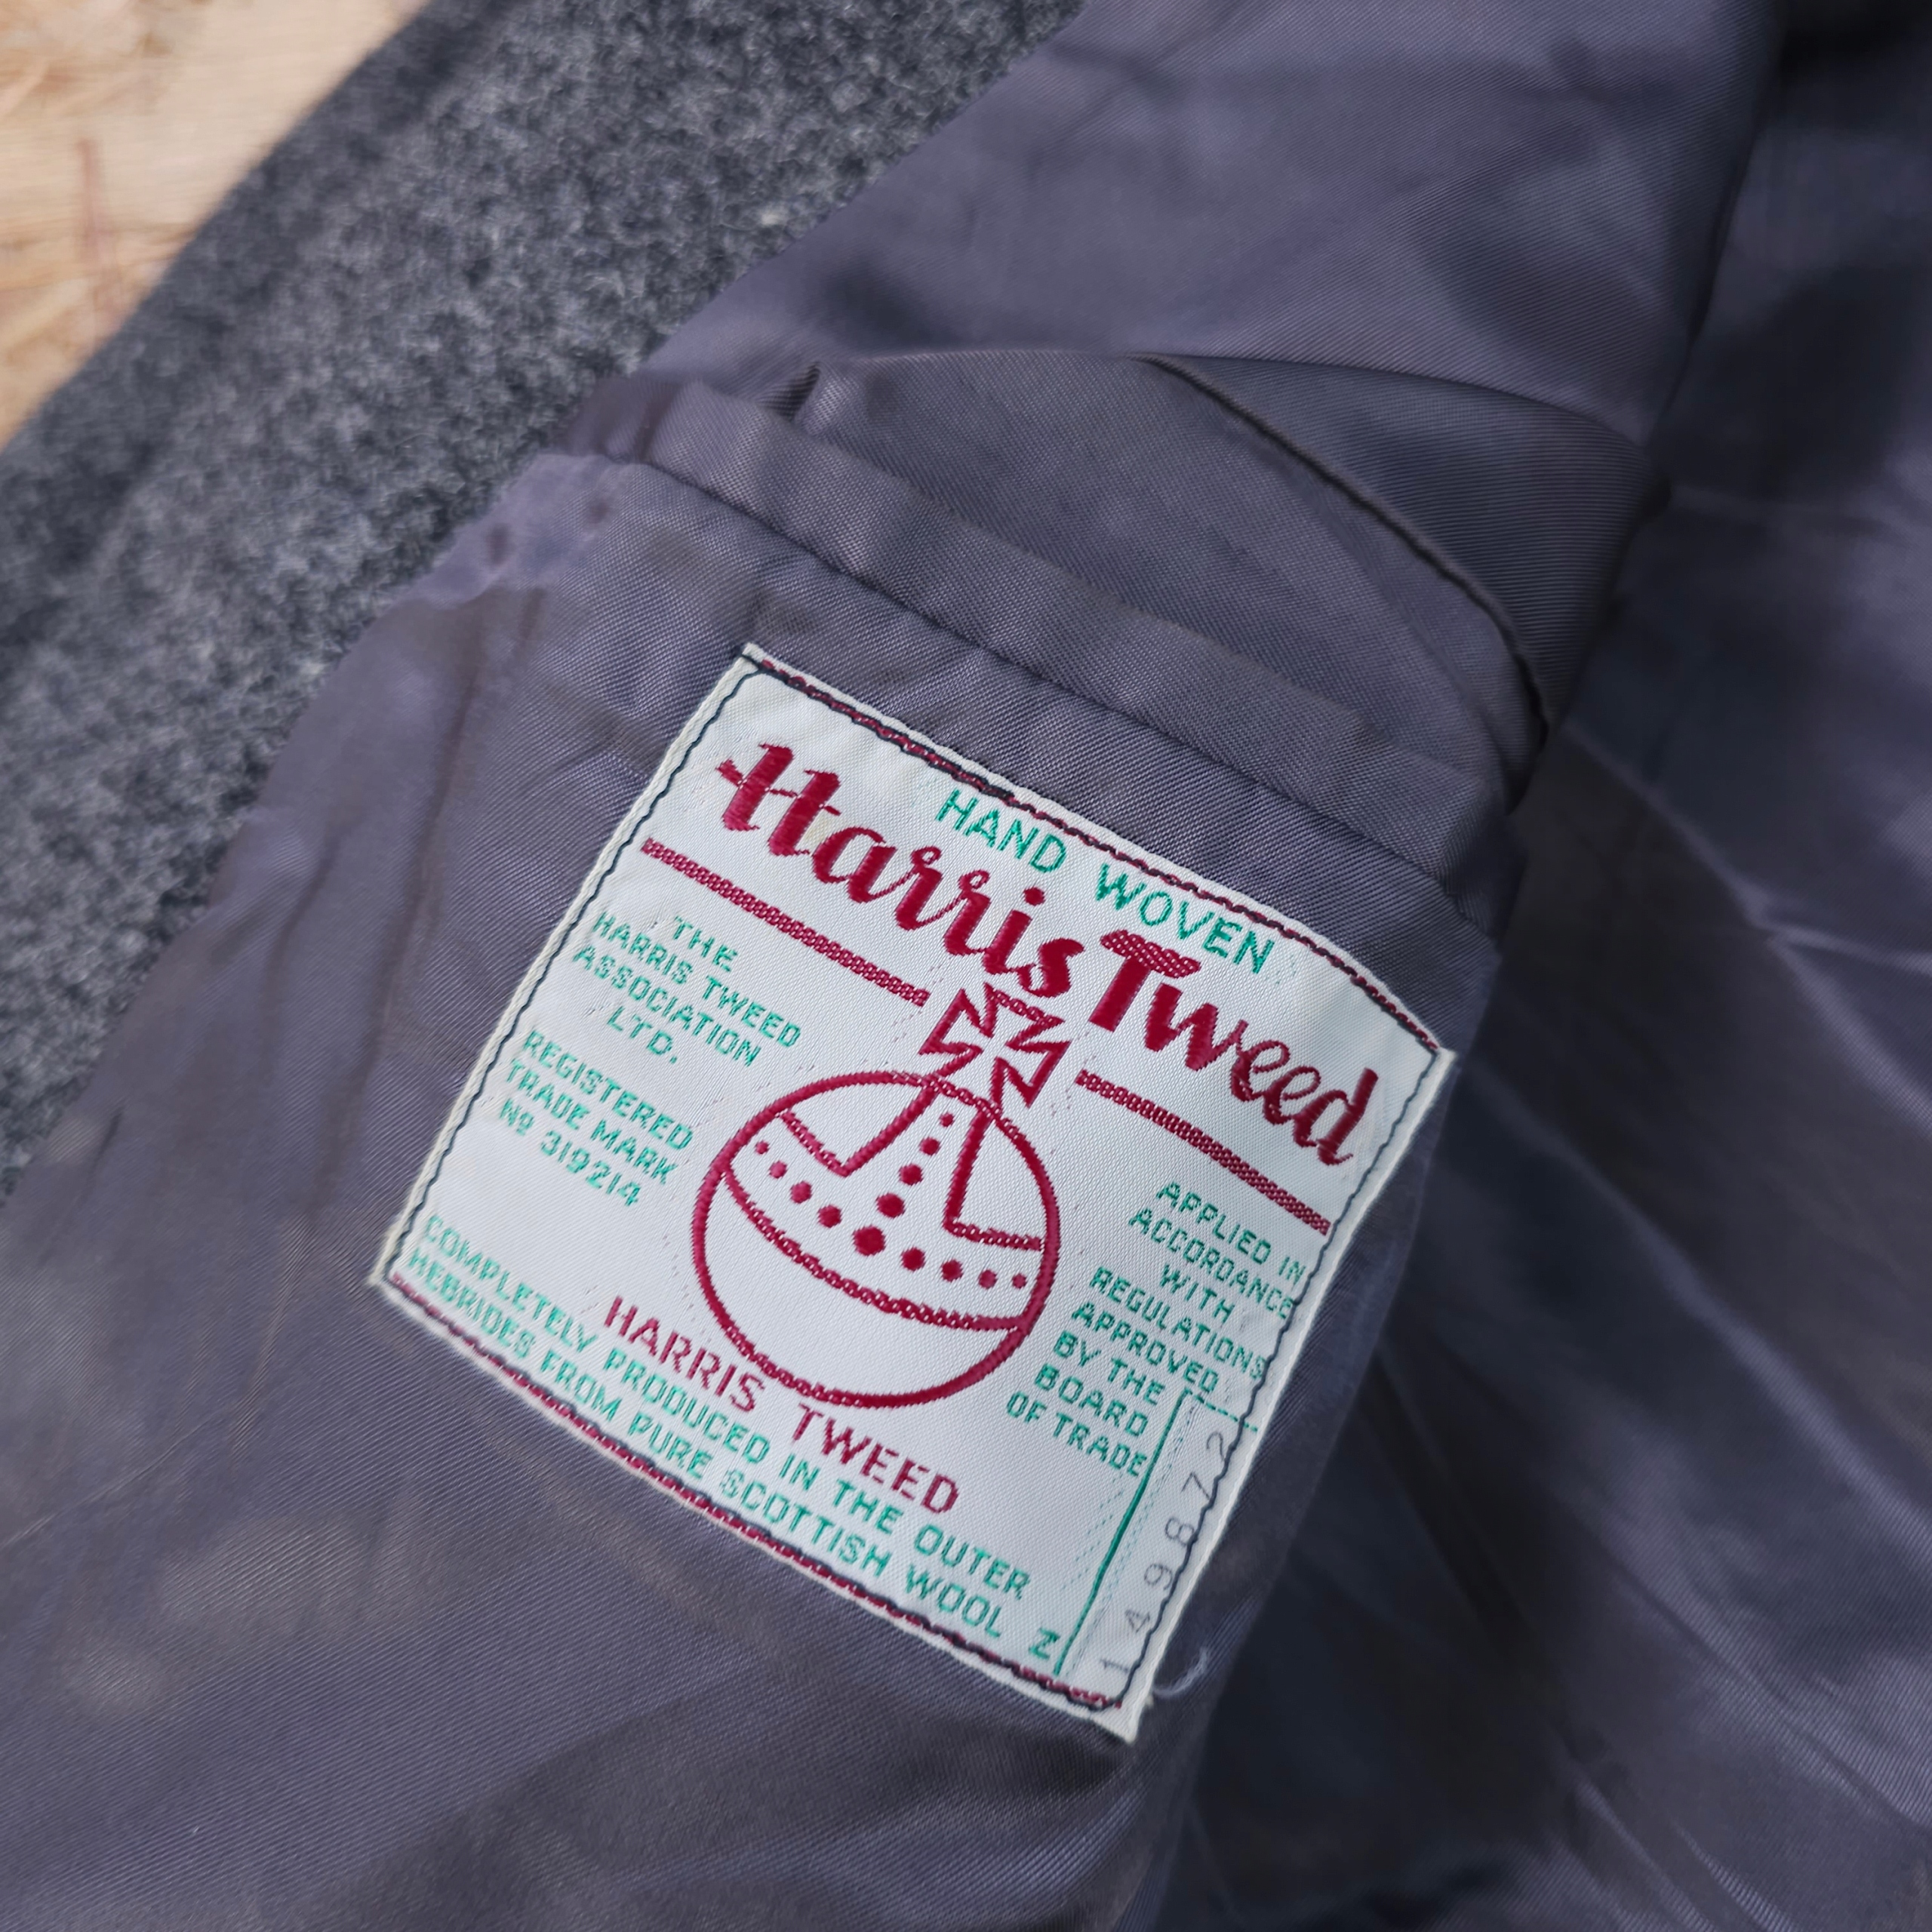 HAND WOVEN
Harris Tweed
THE
HARRIS TWEED
ASSOCIATION
LTD.
REGISTERED
TRADE MARK
Nº 319214
APPLIED IN
ACCORDANCE
WITH
REGULATIONS
APPROVED
BY THE
BOARD
OF TRADE
HARRIS TWEED
COMPLETELY PRODUCED IN THE OUTER
HEBRIDES FROM PURE SCOTTISH WOOL
N
1498872